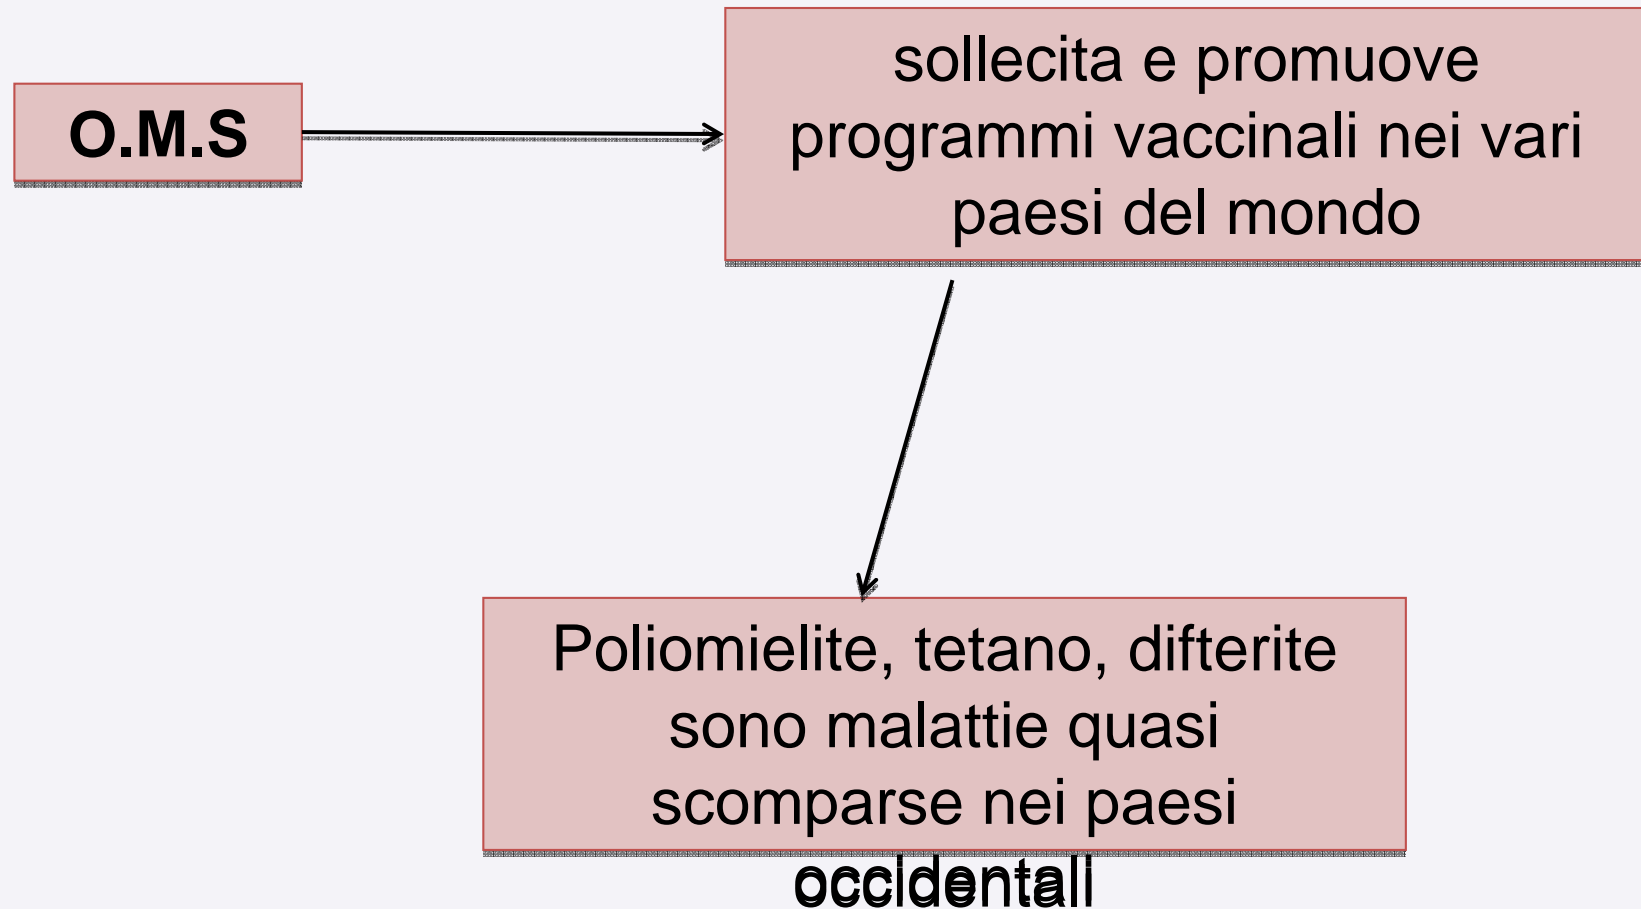 O.M.S
sollecita e promuove
programmi vaccinali nei vari
paesi del mondo
Poliomielite, tetano, difterite
sono malattie quasi
scomparse nei paesi
occidentali